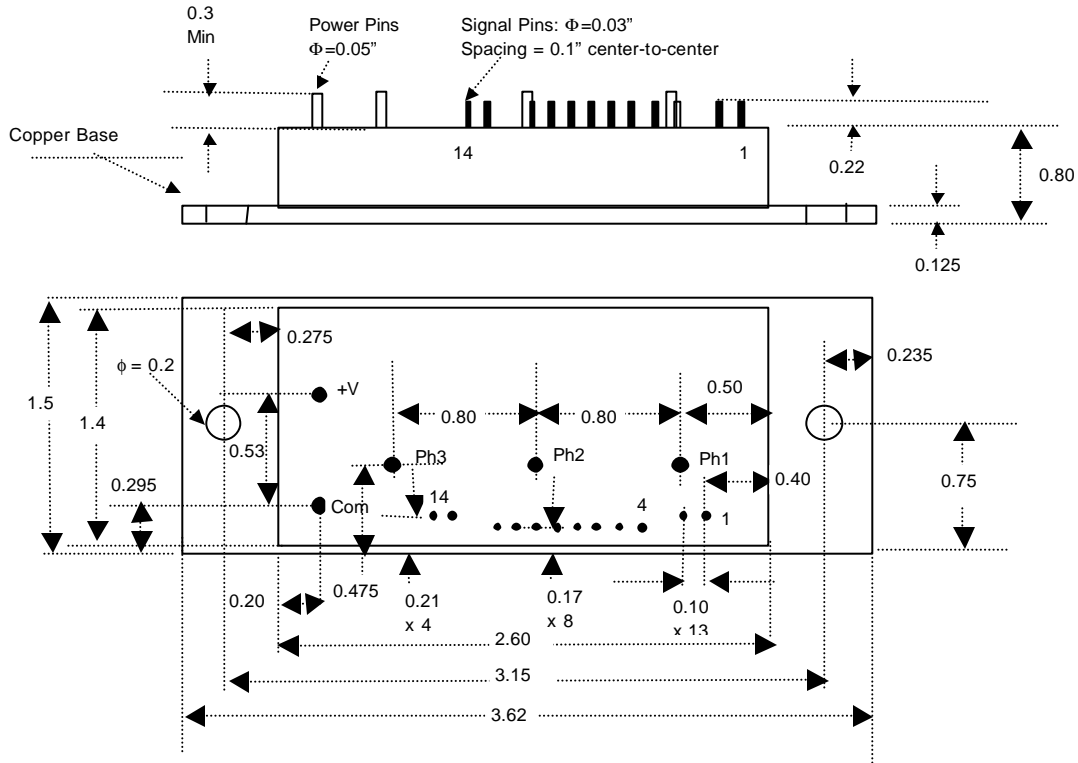 0.3
Min
Power Pins
Φ=0.05”
Signal Pins: Φ=0.03”
Spacing = 0.1” center-to-center
Copper Base
14
1
0.22
0.80
0.125
0.275
0.235
ϕ = 0.2
+V
0.50
1.5
1.4
0.80
0.80
0.53
Ph3
Ph2
Ph1
0.40
0.75
0.295
Com
14
4
1
0.20
0.475
0.21
x 4
0.17
x 8
0.10
x 13
2.60
3.15
3.62